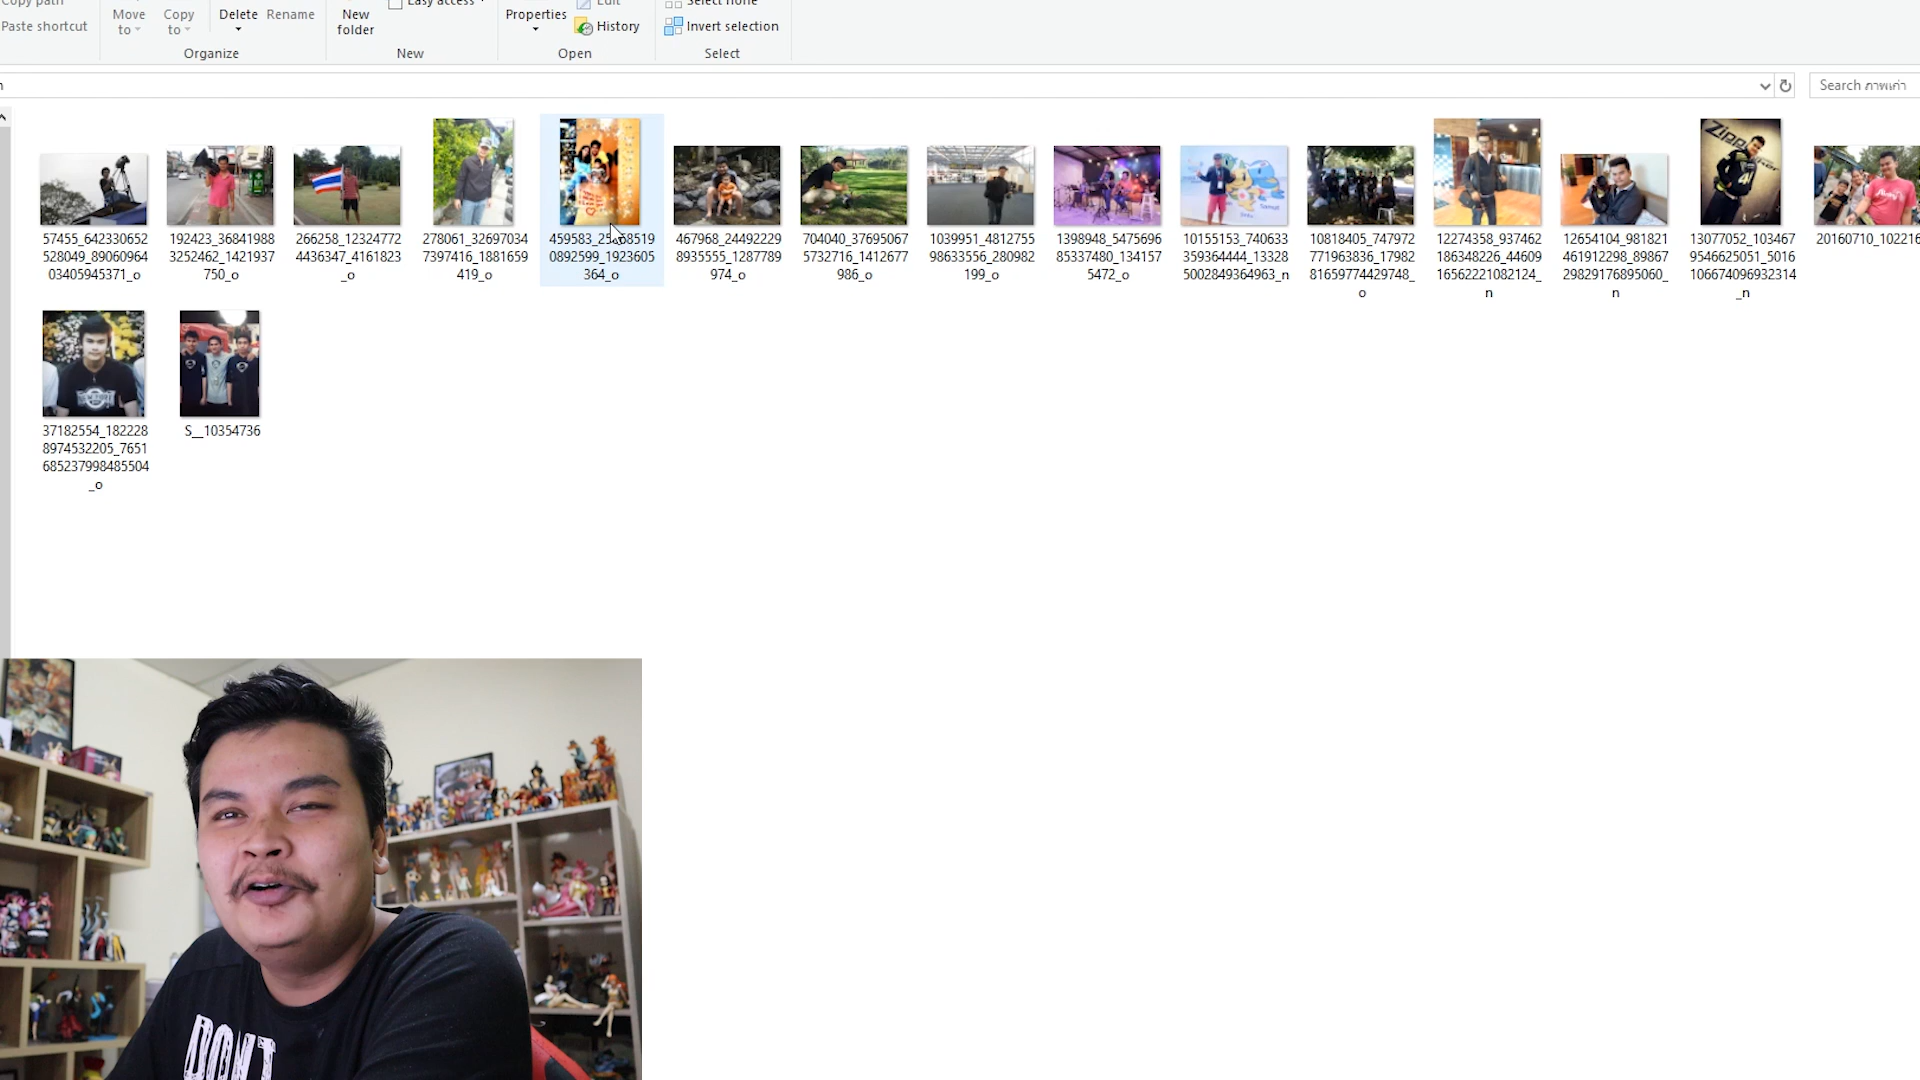 Copy path
Paste shortcut
Move
to
Copy
to
Organize
Delete
Rename
New
folder
Easy access
New
Properties
Edit
History
Open
Select none
Invert selection
Select
Search ภาพเก่า
57455_642330652
528049_89060964
03405945371_o
192423_36841988
3252462_1421937
750_o
266258_12324772
4436347_4161823
_o
278061_32697034
7397416_1881659
419_o
0892599_1923605
364_o
467968_24492229
8935555_1287789
974_o
704040_37695067
5732716_1412677
986_o
1039951_4812755
98633556_280982
199_o
1398948_5475696
85337480_134157
5472_o
10155153_740633
359364444_13328
5002849364963_n
10818405_747972
771963836_17982
81659774429748_
o
12274358_937462
186348226_44609
16562221082124_
n
12654104_981821
461912298_89867
29829176895060_
n
13077052_103467
9546625051_5016
106674096932314
_n
20160710_102216
37182554_182228
8974532205_7651
685237998485504
_o
S__10354736
DON'T